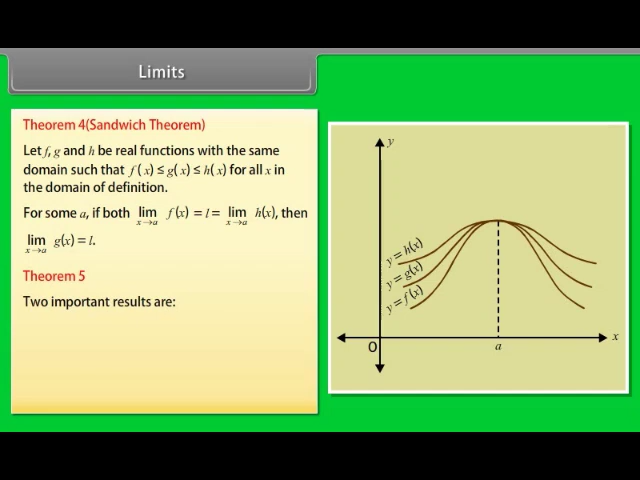 Limits
Theorem 4(Sandwich Theorem)
Let f, g and h be real functions with the same
domain such that f( x) ≤ g( x) ≤ h( x) for all x in
the domain of definition.
For some a, if both lim x→a f(x) = l = lim x→a h(x), then
lim x→a g(x) = l.
Theorem 5
Two important results are:
y
y = h(x)
y = g(x)
y = f(x)
O
a
x